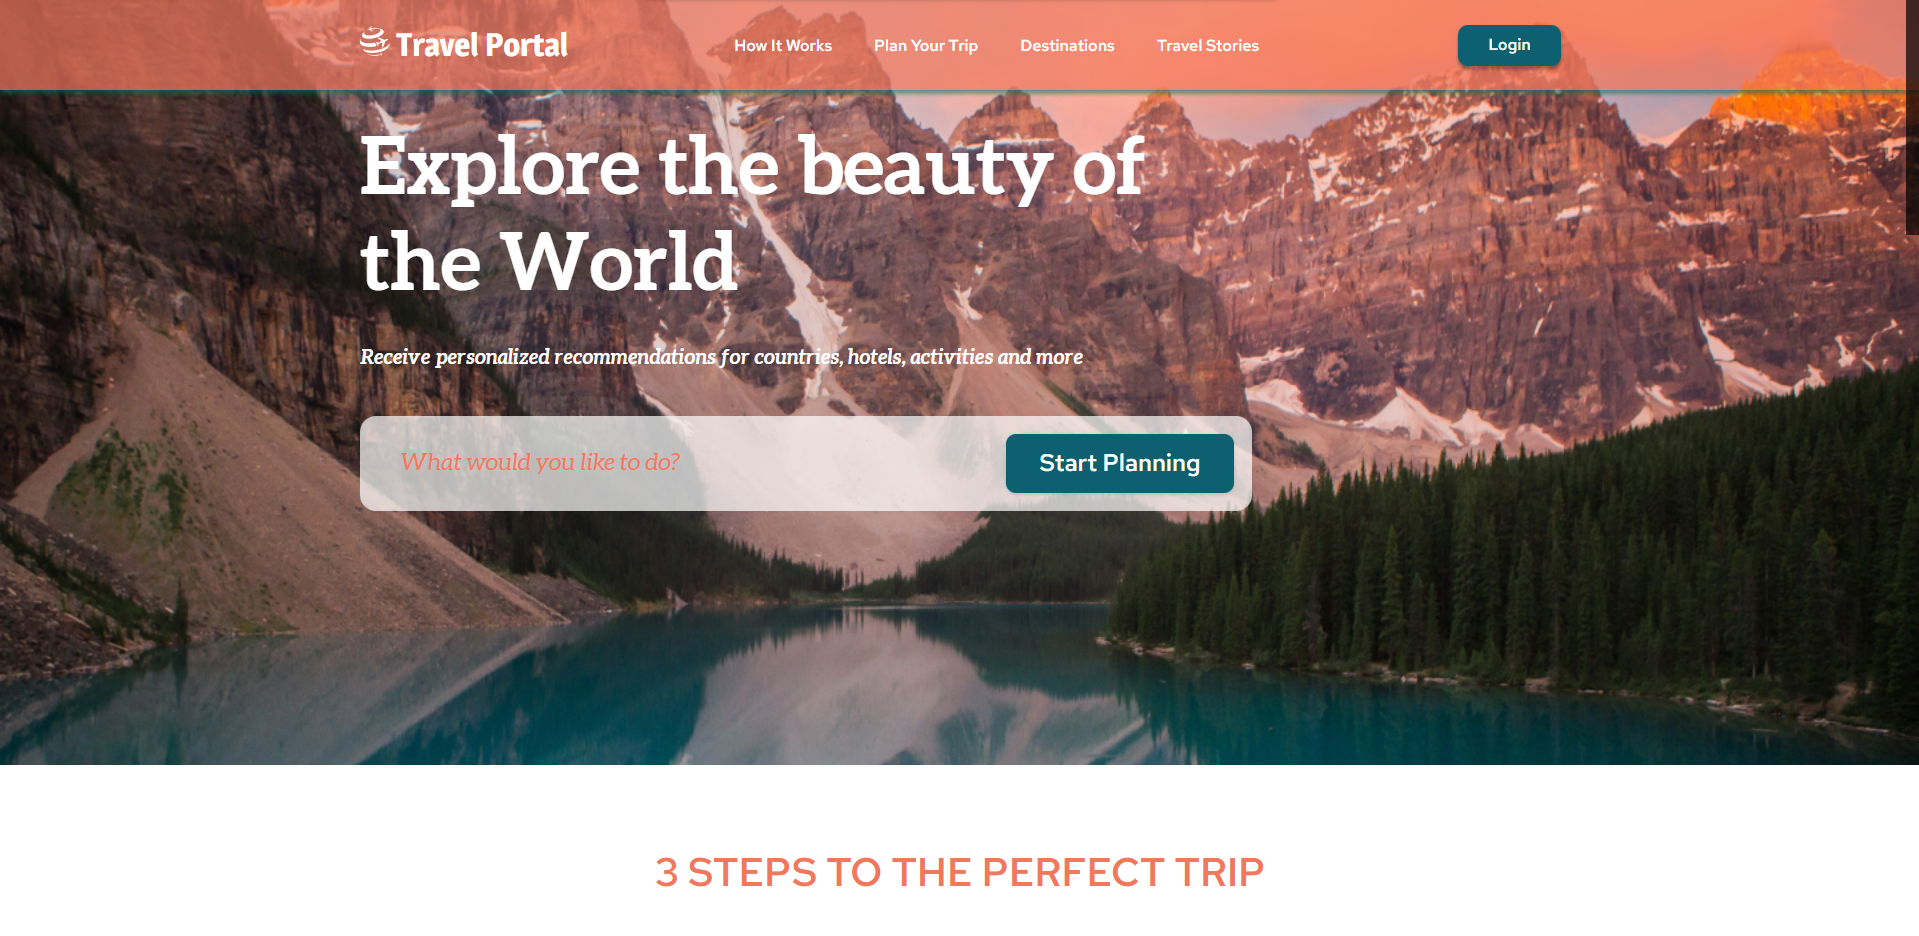 Travel Portal
How It Works
Plan Your Trip
Destinations
Travel Stories
Login
Explore the beauty of
the World
Receive personalized recommendations for countries, hotels, activities and more
What would you like to do?
Start Planning
3 STEPS TO THE PERFECT TRIP